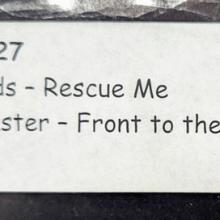 27
ds – Rescue Me
ster – Front to the